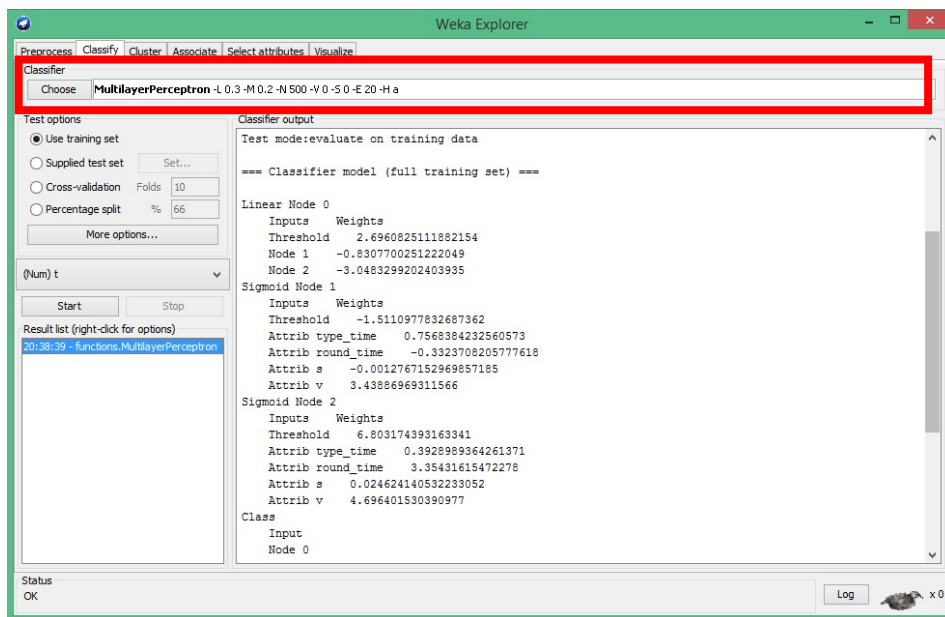 Weka Explorer
Preprocess Classify Cluster Associate Select attributes Visualize
Classifier
Choose MultilayerPerceptron -L 0.3 -M 0.2 -N 500 -V 0 -S 0 -E 20 -H a
Test options
Use training set
Supplied test set Set...
Cross-validation Folds 10
Percentage split % 66
More options...
(Num) t
Start Stop
Result list (right-click for options)
20:38:39 - functions.MultilayerPerceptron
Classifier output
Test mode:evaluate on training data
=== Classifier model (full training set) ===
Linear Node 0
Inputs Weights
Threshold 2.6960825111882154
Node 1 -0.8307700251222049
Node 2 -3.0483299202403935
Sigmoid Node 1
Inputs Weights
Threshold -1.5110977832687362
Attrib type_time 0.7568384232560573
Attrib round_time -0.3323708205777618
Attrib s -0.0012767152969857185
Attrib v 3.43886969311566
Sigmoid Node 2
Inputs Weights
Threshold 6.803174393163341
Attrib type_time 0.3928989364261371
Attrib round_time 3.35431615472278
Attrib s 0.024624140532233052
Attrib v 4.696401530390977
Class
Input
Node 0
Status
OK
Log
x 0